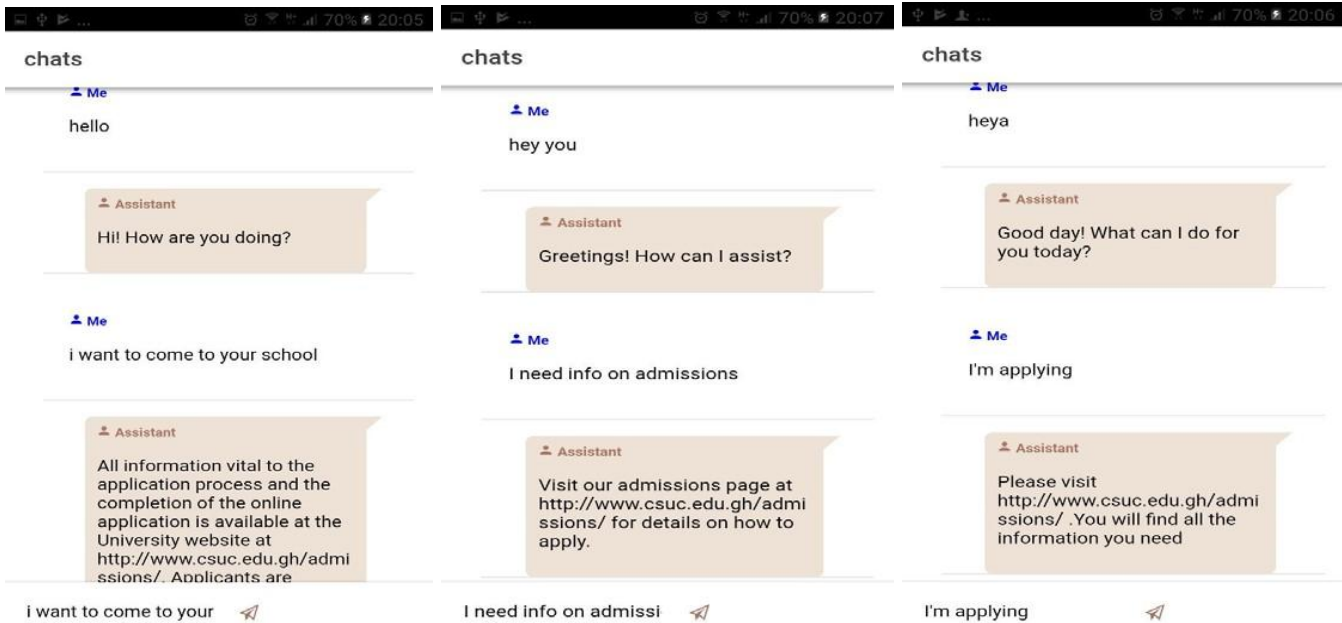 ... 70% 20:05
chats
Me
hello
Assistant
Hi! How are you doing?
Me
i want to come to your school
Assistant
All information vital to the
application process and the
completion of the online
application is available at the
University website at
http://www.csuc.edu.gh/admi
ssions/. Applicants are
i want to come to your
... 70% 20:07
chats
Me
hey you
Assistant
Greetings! How can I assist?
Me
I need info on admissions
Assistant
Visit our admissions page at
http://www.csuc.edu.gh/admi
ssions/ for details on how to
apply.
I need info on admissi
... 70% 20:06
chats
Me
heya
Assistant
Good day! What can I do for
you today?
Me
I'm applying
Assistant
Please visit
http://www.csuc.edu.gh/admi
ssions/ .You will find all the
information you need
I'm applying